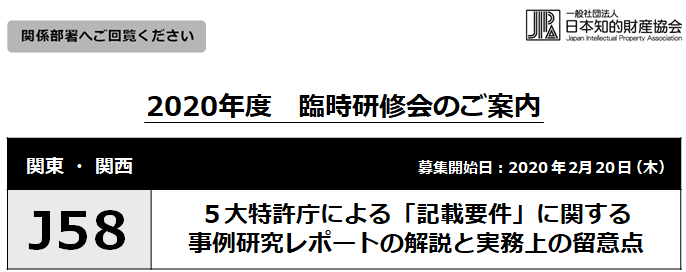 関係部署へご回覧ください
JIPA
一般社団法人
日本知的財産協会
Japan Intellectual Property Association
2020年度　臨時研修会のご案内
関東 ・ 関西
募集開始日：2020年2月20日（木）
J58
５大特許庁による「記載要件」に関する
事例研究レポートの解説と実務上の留意点